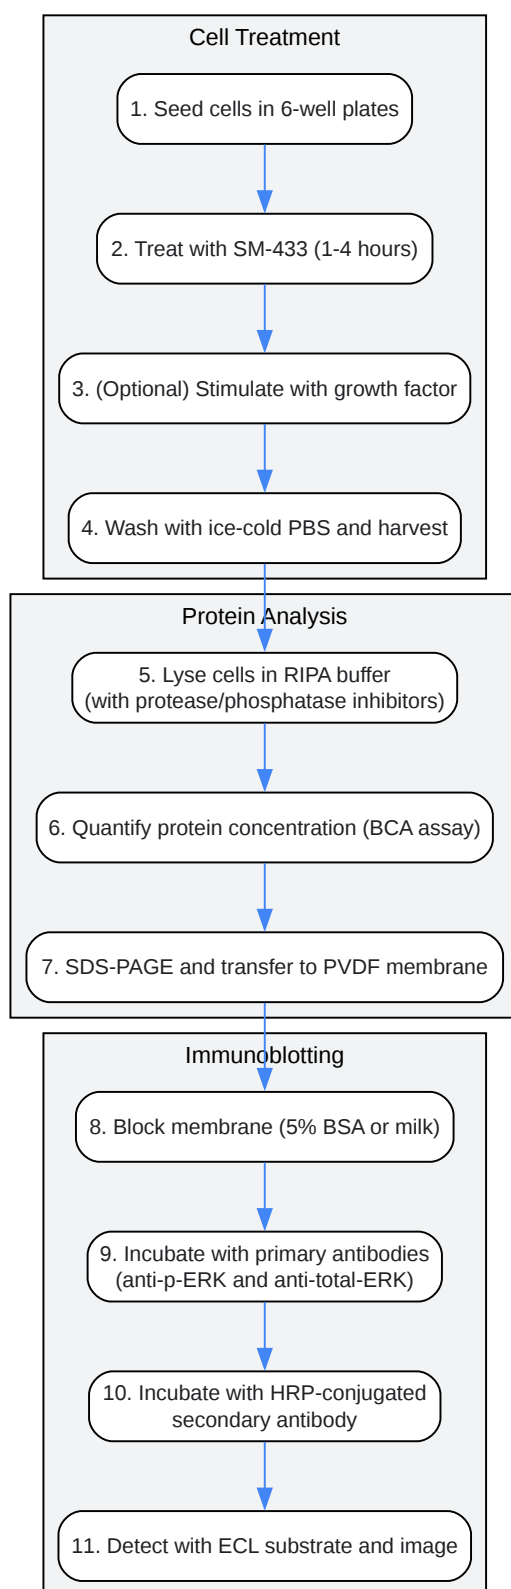 Cell Treatment
1. Seed cells in 6-well plates
2. Treat with SM-433 (1-4 hours)
3. (Optional) Stimulate with growth factor
4. Wash with ice-cold PBS and harvest
Protein Analysis
5. Lyse cells in RIPA buffer
(with protease/phosphatase inhibitors)
6. Quantify protein concentration (BCA assay)
7. SDS-PAGE and transfer to PVDF membrane
Immunoblotting
8. Block membrane (5% BSA or milk)
9. Incubate with primary antibodies
(anti-p-ERK and anti-total-ERK)
10. Incubate with HRP-conjugated
secondary antibody
11. Detect with ECL substrate and image